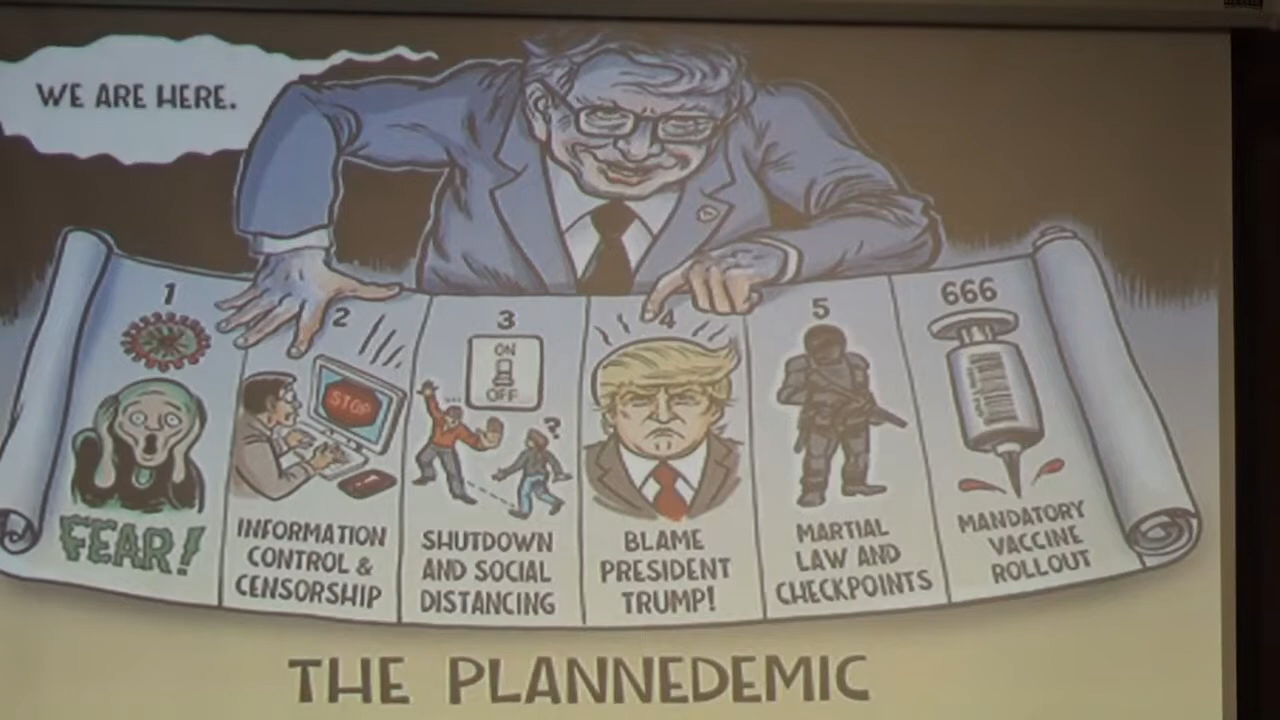 WE ARE HERE.
1
FEAR!
2
STOP
INFORMATION
CONTROL &
CENSORSHIP
3
ON
OFF
?
SHUTDOWN
AND SOCIAL
DISTANCING
4
BLAME
PRESIDENT
TRUMP!
5
MARTIAL
LAW AND
CHECKPOINTS
666
MANDATORY
VACCINE
ROLLOUT
THE PLANNEDEMIC